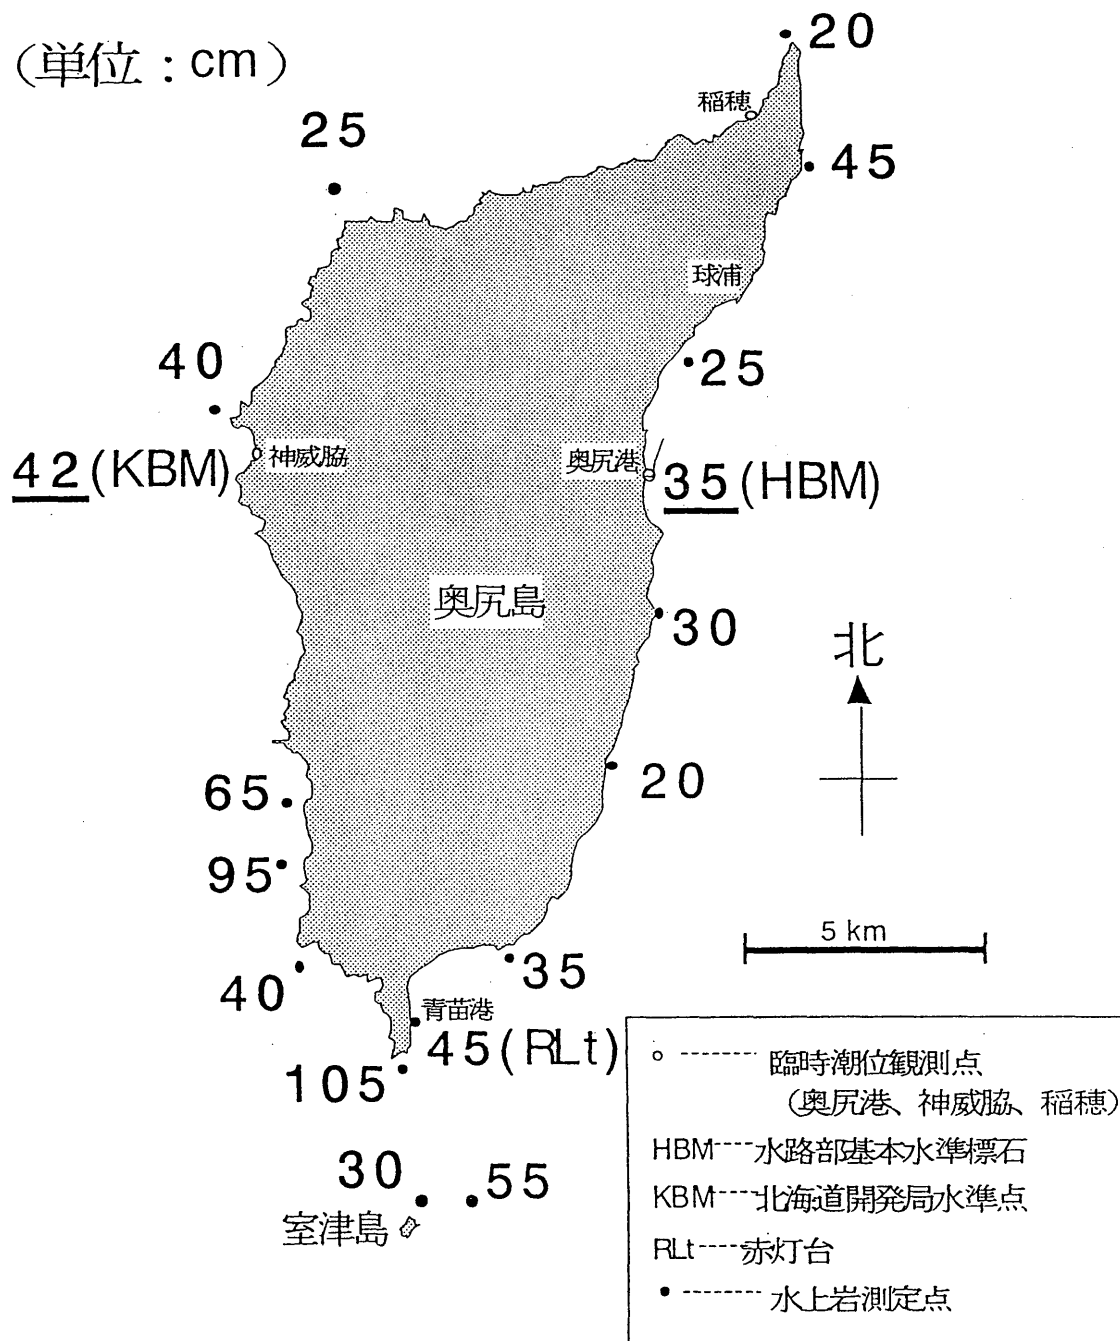 (単位:cm)
20
稲穂
25
45
球浦
40
25
42(KBM)
神威脇
奥尻港
35(HBM)
奥尻島
30
北
65
20
95
5 km
40
35
青苗港
45(RLt)
105
30
55
室津島
○ -------- 臨時潮位観測点
(奥尻港、神威脇、稲穂)
HBM----水路部基本水準標石
KBM----北海道開発局水準点
RLt-----赤灯台
● -------- 水上岩測定点